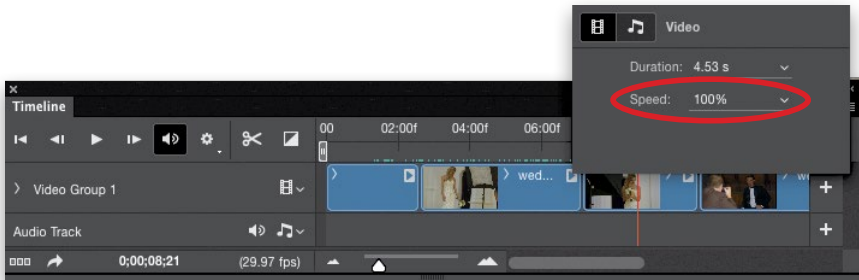 Video
Duration: 4.53 s
Speed: 100%
Timeline
00 02:00f 04:00f 06:00f
Video Group 1
wed...
Audio Track
0;00;08;21 (29.97 fps)